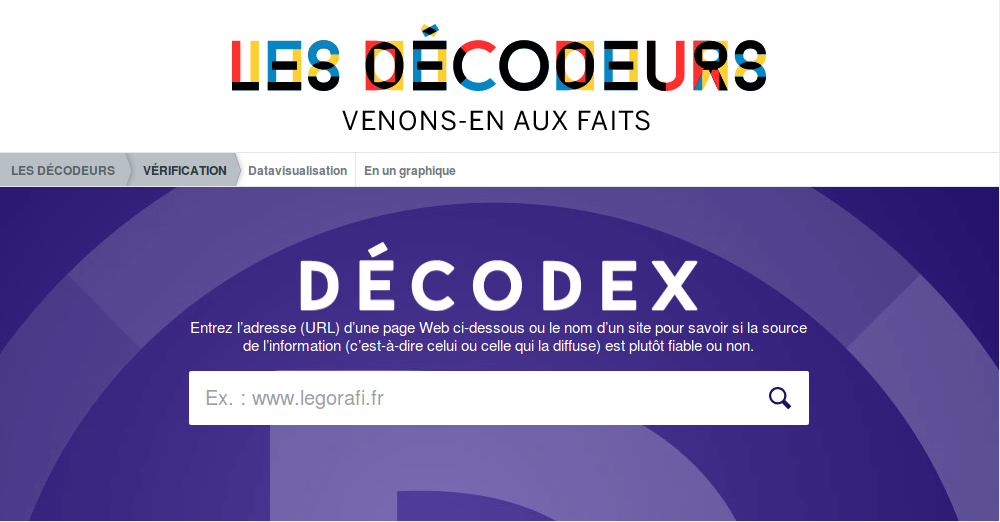 LES DÉCODEURS
VENONS-EN AUX FAITS
LES DÉCODEURS VÉRIFICATION Datavisualisation En un graphique
DÉCODEX
Entrez l’adresse (URL) d’une page Web ci-dessous ou le nom d’un site pour savoir si la source
de l’information (c’est-à-dire celui ou celle qui la diffuse) est plutôt fiable ou non.
Ex. : www.legorafi.fr